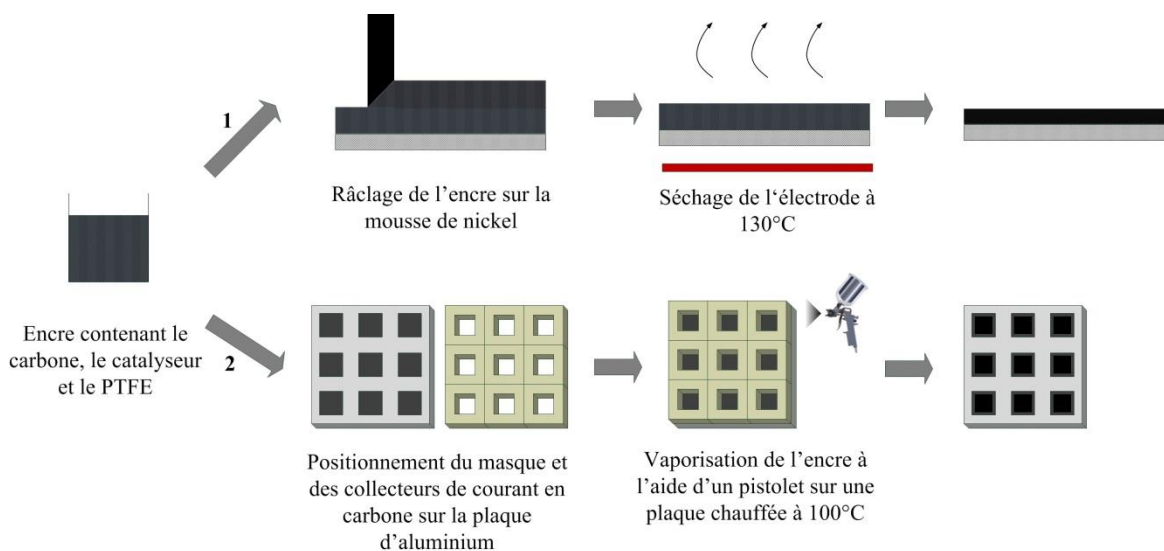 1
Râclage de l’encre sur la
mousse de nickel
Séchage de l‘électrode à
130°C
Encre contenant le
carbone, le catalyseur
et le PTFE
2
Positionnement du masque et
des collecteurs de courant en
carbone sur la plaque
d’aluminium
Vaporisation de l’encre à
l’aide d’un pistolet sur une
plaque chauffée à 100°C